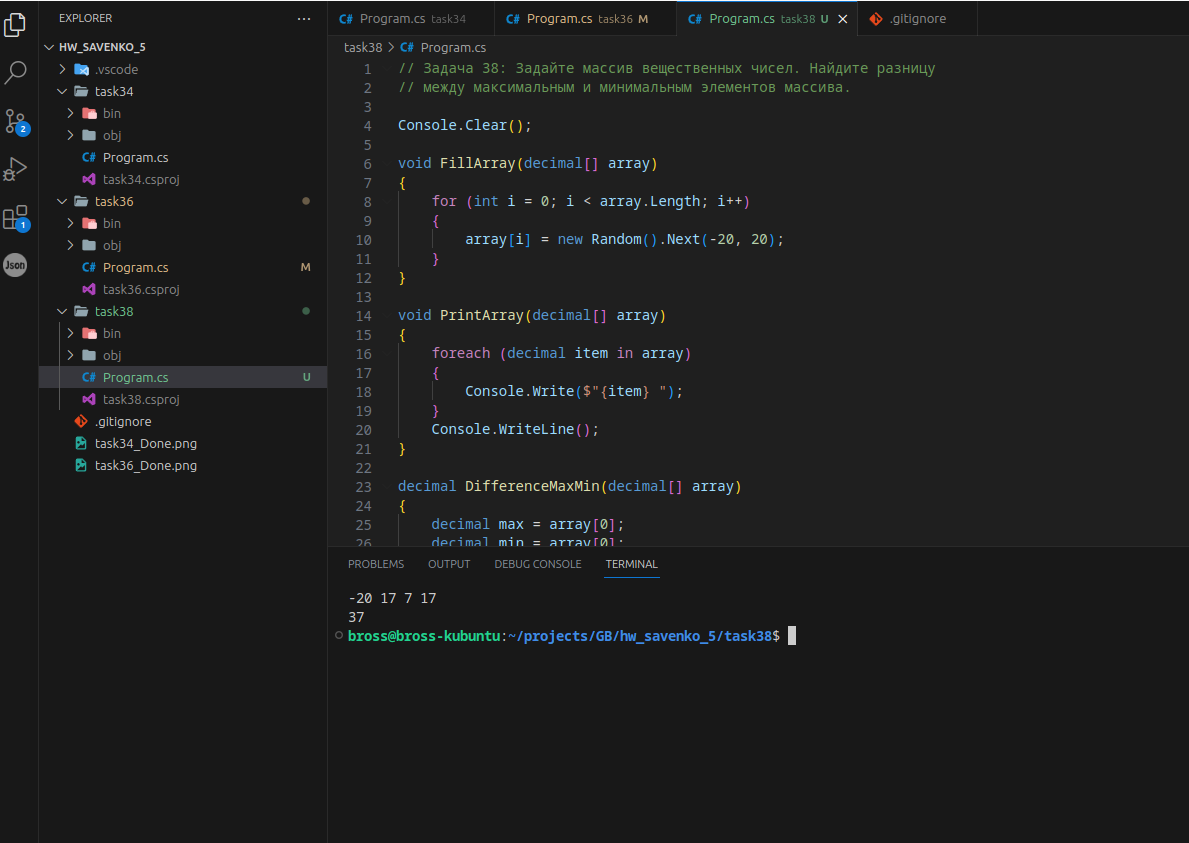 EXPLORER
Program.cs task34
Program.cs task36 M
Program.cs task38 U
.gitignore
HW_SAVENKO_5
.vscode
task34
bin
obj
C# Program.cs
task34.csproj
task36
bin
obj
C# Program.cs M
task36.csproj
task38
bin
obj
C# Program.cs U
task38.csproj
.gitignore
task34_Done.png
task36_Done.png
2
1
Json
task38 > C# Program.cs
1 // Задача 38: Задайте массив вещественных чисел. Найдите разницу
2 // между максимальным и минимальным элементов массива.
3
4 Console.Clear();
5
6 void FillArray(decimal[] array)
7 {
8 for (int i = 0; i < array.Length; i++)
9 {
10 array[i] = new Random().Next(-20, 20);
11 }
12 }
13
14 void PrintArray(decimal[] array)
15 {
16 foreach (decimal item in array)
17 {
18 Console.Write($"{item} ");
19 }
20 Console.WriteLine();
21 }
22
23 decimal DifferenceMaxMin(decimal[] array)
24 {
25 decimal max = array[0];
26 decimal min = array[0];
PROBLEMS OUTPUT DEBUG CONSOLE TERMINAL
-20 17 7 17
37
bross@bross-kubuntu:~/projects/GB/hw_savenko_5/task38$